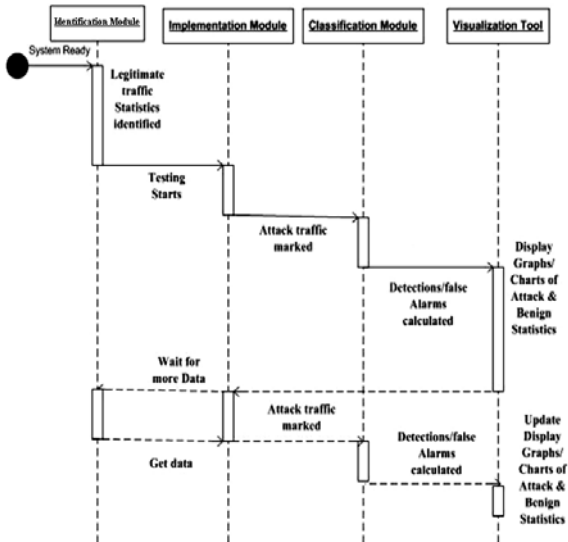 Identification Module
Implementation Module
Classification Module
Visualization Tool
System Ready
Legitimate
traffic
Statistics
identified
Testing
Starts
Attack traffic
marked
Detections/false
Alarms
calculated
Display
Graphs/
Charts of
Attack &
Benign
Statistics
Wait for
more Data
Attack traffic
marked
Get data
Detections/false
Alarms
calculated
Update
Display
Graphs/
Charts of
Attack &
Benign
Statistics